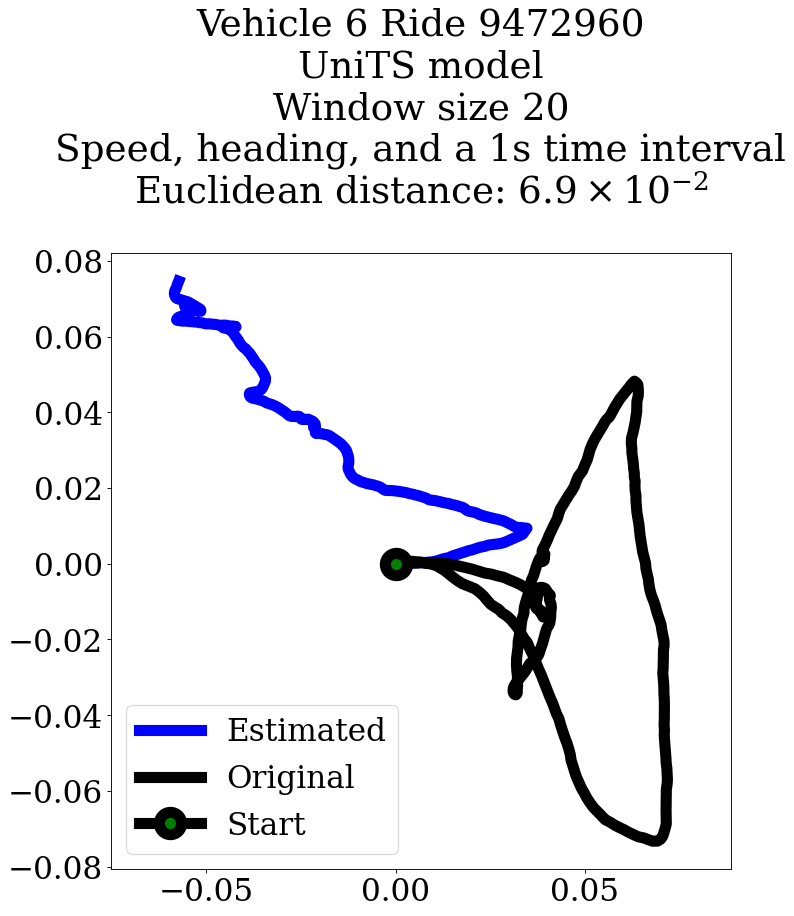 Vehicle 6 Ride 9472960
UniTS model
Window size 20
Speed, heading, and a 1s time interval
Euclidean distance: 6.9 × 10⁻²
0.08
0.06
0.04
0.02
0.00
−0.02
−0.04
−0.06
−0.08
−0.05
0.00
0.05
Estimated
Original
Start